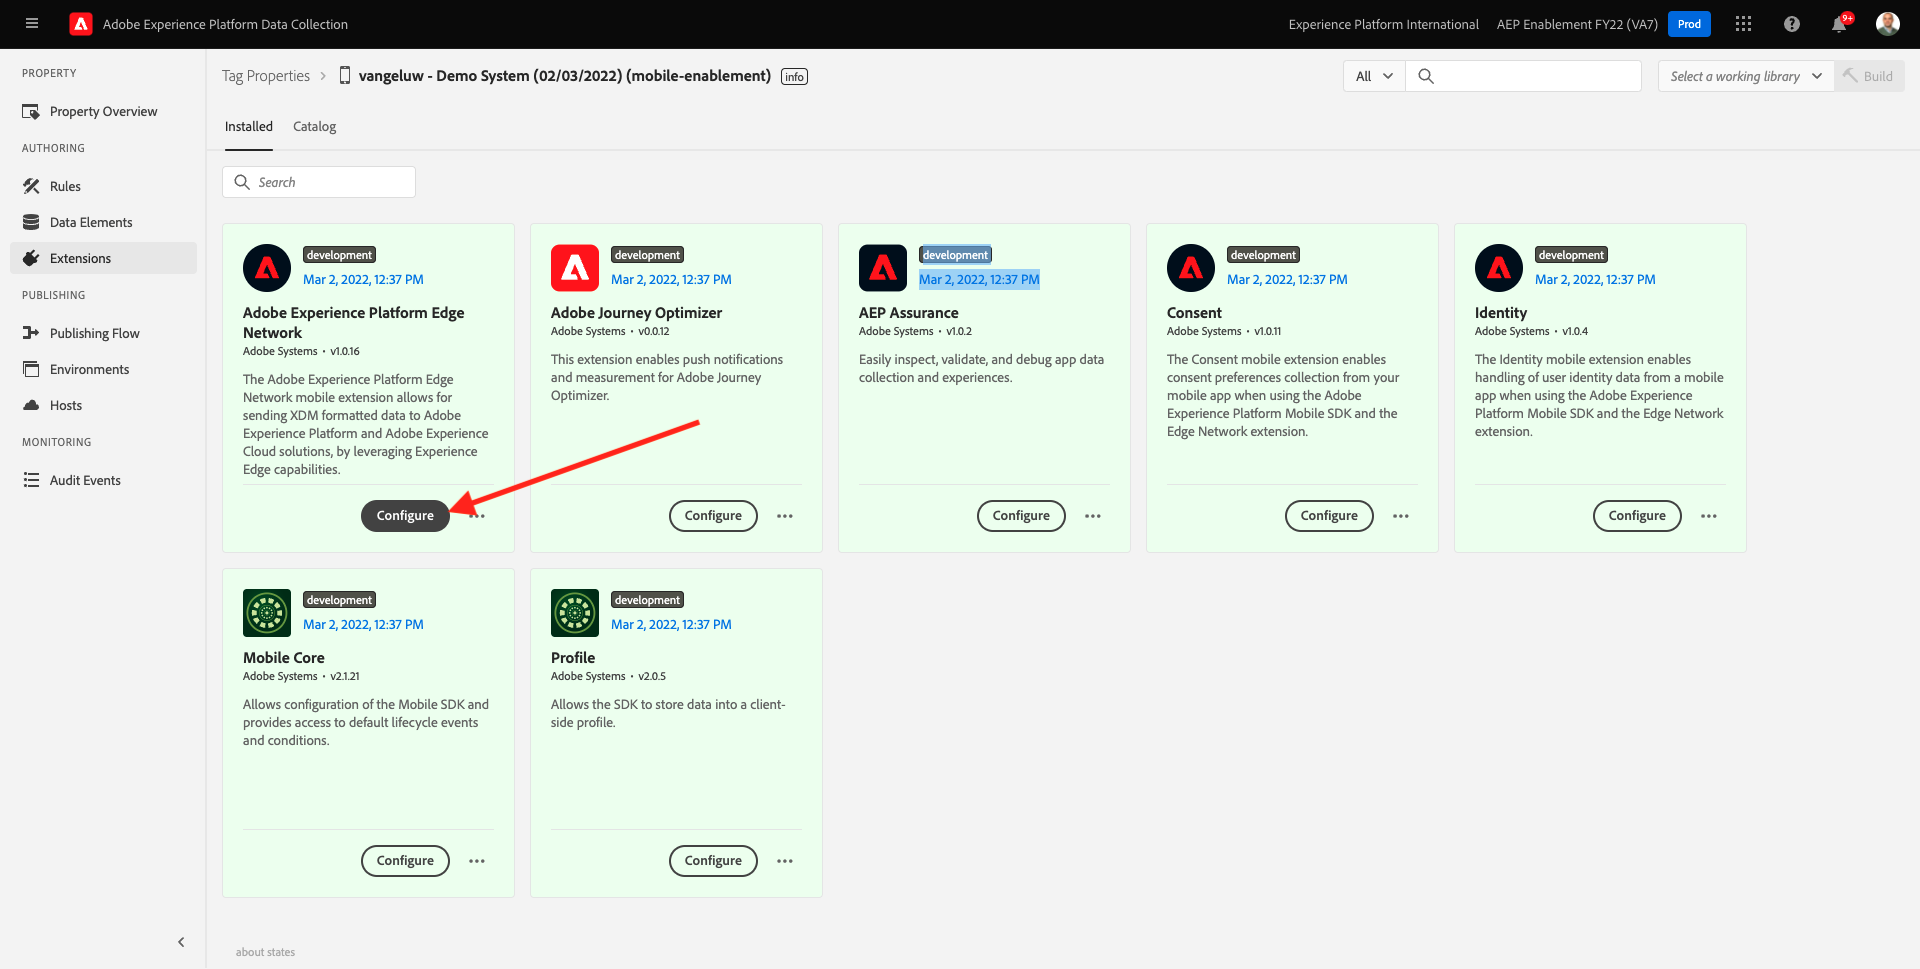 Adobe Experience Platform Data Collection
Experience Platform International
AEP Enablement FY22 (VA7)
Prod
9+
PROPERTY
Property Overview
AUTHORING
Rules
Data Elements
Extensions
PUBLISHING
Publishing Flow
Environments
Hosts
MONITORING
Audit Events
Tag Properties
vangeluw - Demo System (02/03/2022) (mobile-enablement)
info
All
Select a working library
Build
Installed
Catalog
Search
development
Mar 2, 2022, 12:37 PM
Adobe Experience Platform Edge
Network
Adobe Systems • v1.0.16
The Adobe Experience Platform Edge
Network mobile extension allows for
sending XDM formatted data to Adobe
Experience Platform and Adobe Experience
Cloud solutions, by leveraging Experience
Edge capabilities.
Configure
development
Mar 2, 2022, 12:37 PM
Adobe Journey Optimizer
Adobe Systems • v0.0.12
This extension enables push notifications
and measurement for Adobe Journey
Optimizer.
Configure
development
Mar 2, 2022, 12:37 PM
AEP Assurance
Adobe Systems • v1.0.2
Easily inspect, validate, and debug app data
collection and experiences.
Configure
development
Mar 2, 2022, 12:37 PM
Consent
Adobe Systems • v1.0.11
The Consent mobile extension enables
consent preferences collection from your
mobile app when using the Adobe
Experience Platform Mobile SDK and the
Edge Network extension.
Configure
development
Mar 2, 2022, 12:37 PM
Identity
Adobe Systems • v1.0.4
The Identity mobile extension enables
handling of user identity data from a mobile
app when using the Adobe Experience
Platform Mobile SDK and the Edge Network
extension.
Configure
development
Mar 2, 2022, 12:37 PM
Mobile Core
Adobe Systems • v2.1.21
Allows configuration of the Mobile SDK and
provides access to default lifecycle events
and conditions.
Configure
development
Mar 2, 2022, 12:37 PM
Profile
Adobe Systems • v2.0.5
Allows the SDK to store data into a client-
side profile.
Configure
about states